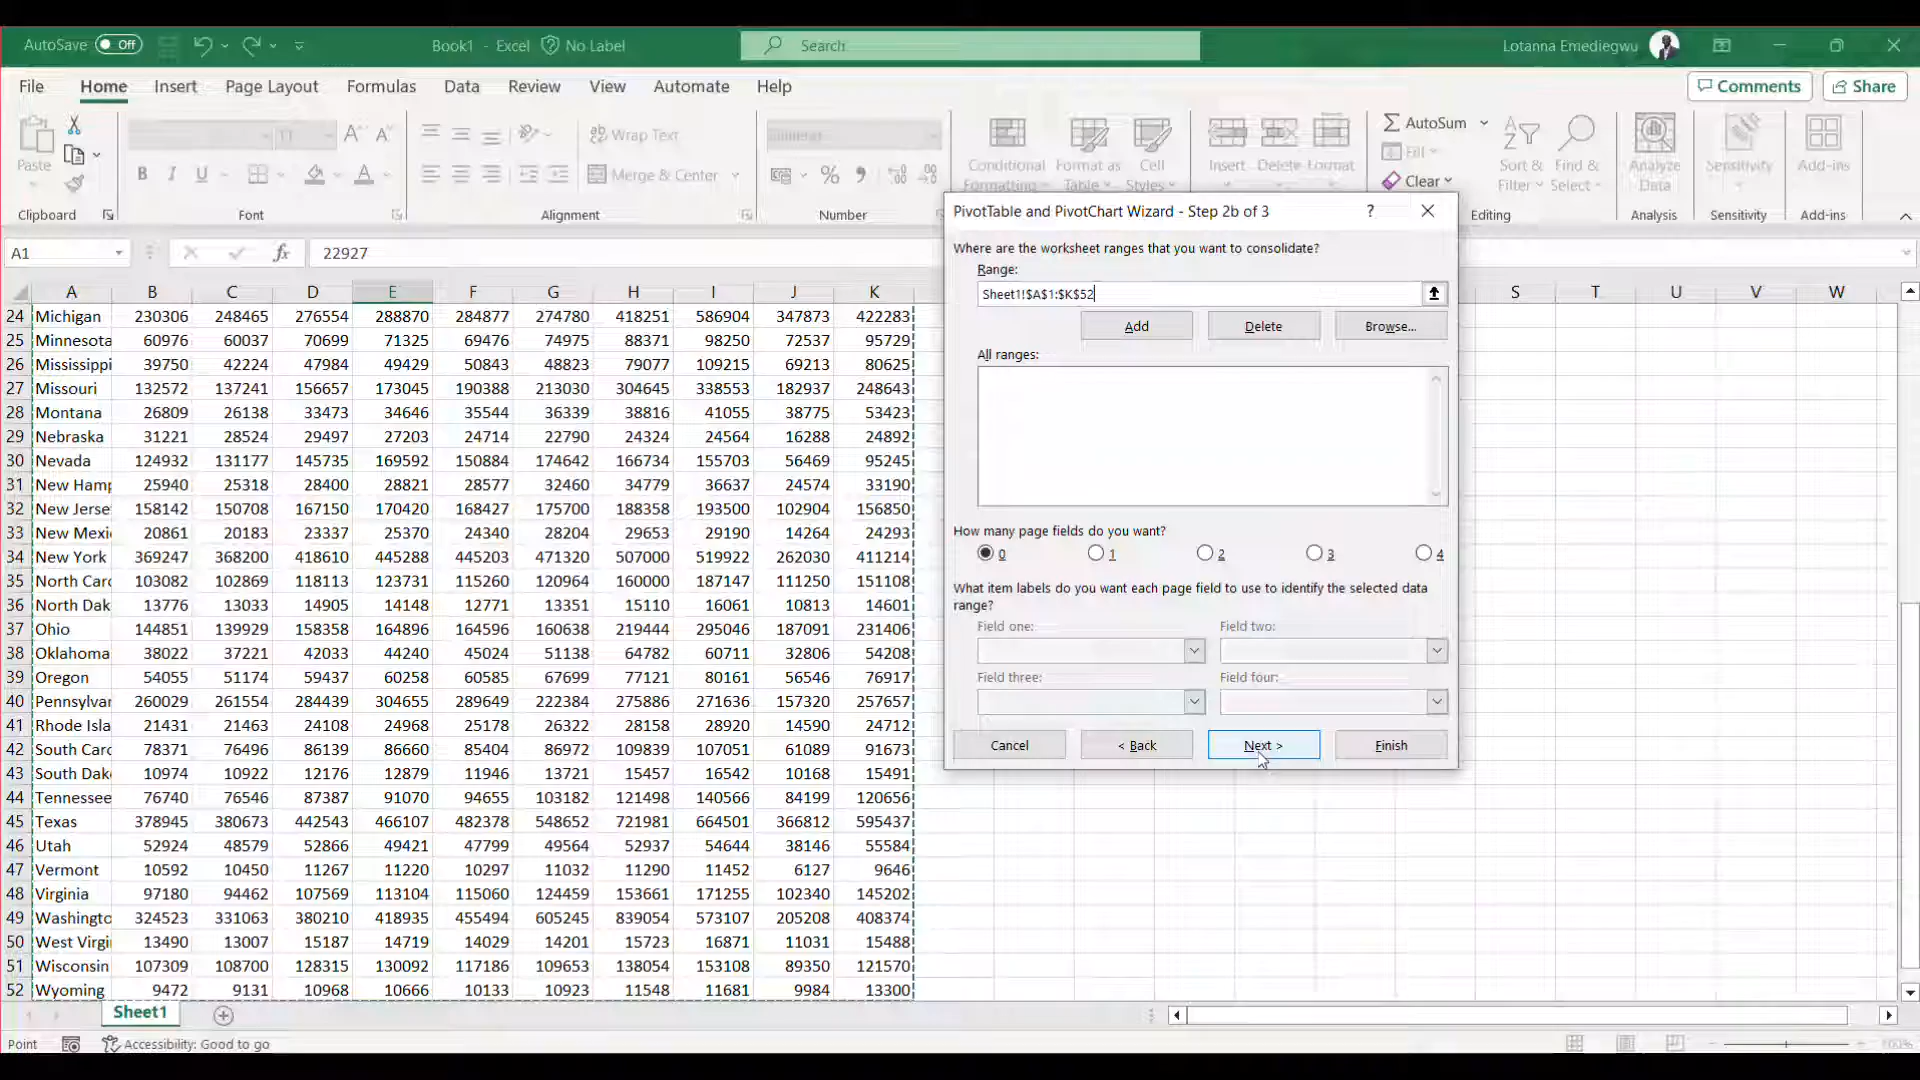 AutoSave Off Book1 - Excel No Label Search Lotanna Emediegwu
File Home Insert Page Layout Formulas Data Review View Automate Help Comments Share
Paste 11 Wrap Text Merge & Center Conditional Formatting Format as Table Cell Styles Insert Delete Format AutoSum Fill Clear Sort & Filter Find & Select Analyze Data Sensitivity Add-ins
Clipboard Font Alignment Number Editing Analysis Sensitivity Add-ins
A1 fx 22927
A B C D E F G H I J K S T U V W
24 Michigan 230306 248465 276554 288870 284877 274780 418251 586904 347873 422283
25 Minnesota 60976 60037 70699 71325 69476 74975 88371 98250 72537 95729
26 Mississippi 39750 42224 47984 49429 50843 48823 79077 109215 69213 80625
27 Missouri 132572 137241 156657 173045 190388 213030 304645 338553 182937 248643
28 Montana 26809 26138 33473 34646 35544 36339 38816 41055 38775 53423
29 Nebraska 31221 28524 29497 27203 24714 22790 24324 24564 16288 24892
30 Nevada 124932 131177 145735 169592 150884 174642 166734 155703 56469 95245
31 New Hamp 25940 25318 28400 28821 28577 32460 34779 36637 24574 33190
32 New Jerse 158142 150708 167150 170420 168427 175700 188358 193500 102904 156850
33 New Mexi 20861 20183 23337 25370 24340 28204 29653 29190 14264 24293
34 New York 369247 368200 418610 445288 445203 471320 507000 519922 262030 411214
35 North Carc 103082 102869 118113 123731 115260 120964 160000 187147 111250 151108
36 North Dak 13776 13033 14905 14148 12771 13351 15110 16061 10813 14601
37 Ohio 144851 139929 158358 164896 164596 160638 219444 295046 187091 231406
38 Oklahoma 38022 37221 42033 44240 45024 51138 64782 60711 32806 54208
39 Oregon 54055 51174 59437 60258 60585 67699 77121 80161 56546 76917
40 Pennsylvar 260029 261554 284439 304655 289649 222384 275886 271636 157320 257657
41 Rhode Isla 21431 21463 24108 24968 25178 26322 28158 28920 14590 24712
42 South Carc 78371 76496 86139 86660 85404 86972 109839 107051 61089 91673
43 South Dak 10974 10922 12176 12879 11946 13721 15457 16542 10168 15491
44 Tennessee 76740 76546 87387 91070 94655 103182 121498 140566 84199 120656
45 Texas 378945 380673 442543 466107 482378 548652 721981 664501 366812 595437
46 Utah 52924 48579 52866 49421 47799 49564 52937 54644 38146 55584
47 Vermont 10592 10450 11267 11220 10297 11032 11290 11452 6127 9646
48 Virginia 97180 94462 107569 113104 115060 124459 153661 171255 102340 145202
49 Washingto 324523 331063 380210 418935 455494 605245 839054 573107 205208 408374
50 West Virgi 13490 13007 15187 14719 14029 14201 15723 16871 11031 15488
51 Wisconsin 107309 108700 128315 130092 117186 109653 138054 153108 89350 121570
52 Wyoming 9472 9131 10968 10666 10133 10923 11548 11681 9984 13300
PivotTable and PivotChart Wizard - Step 2b of 3 ?
Where are the worksheet ranges that you want to consolidate?
Range:
Sheet1!$A$1:$K$52
Add Delete Browse...
All ranges:
How many page fields do you want?
0 1 2 3 4
What item labels do you want each page field to use to identify the selected data
range?
Field one: Field two:
Field three: Field four:
Cancel < Back Next > Finish
Sheet1
Point Accessibility: Good to go